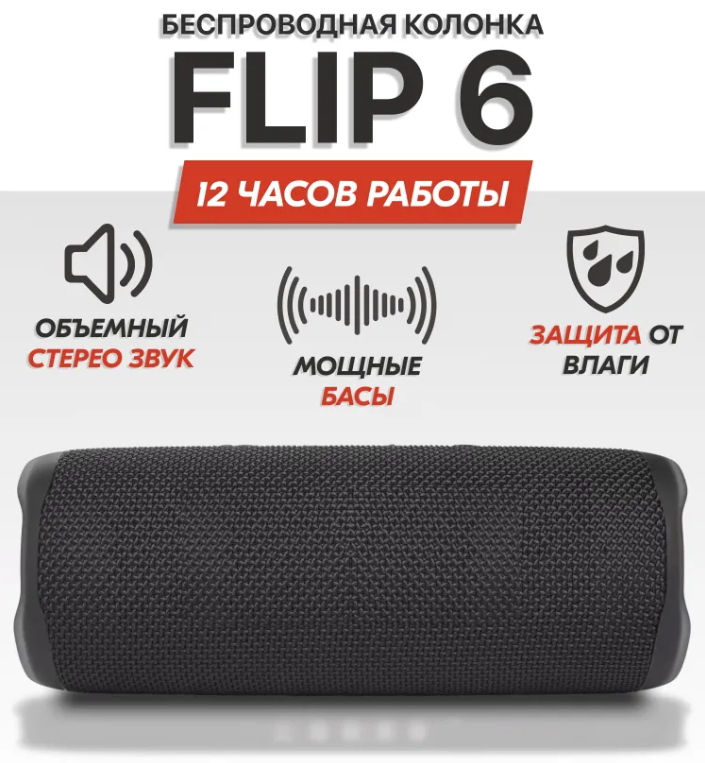 БЕСПРОВОДНАЯ КОЛОНКА
FLIP 6
12 ЧАСОВ РАБОТЫ
ОБЪЕМНЫЙ
СТЕРЕО ЗВУК
МОЩНЫЕ
БАСЫ
ЗАЩИТА ОТ
ВЛАГИ